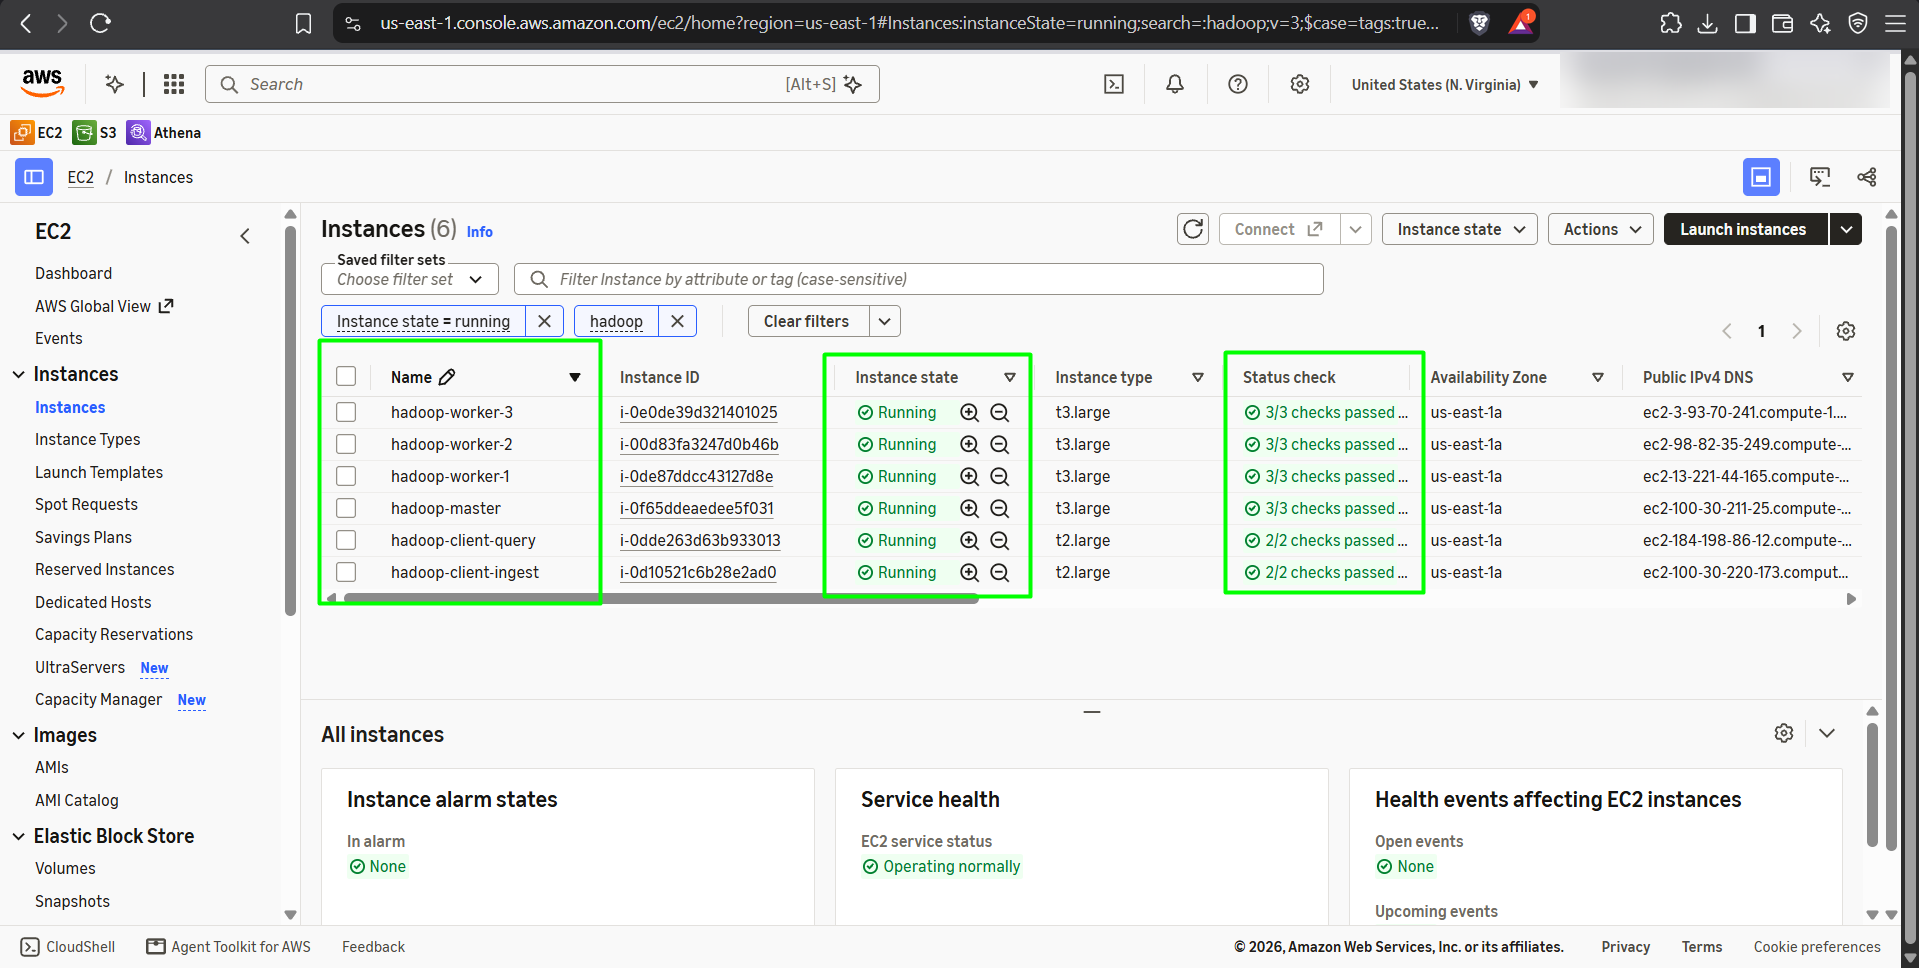 us-east-1.console.aws.amazon.com/ec2/home?region=us-east-1#Instances:instanceState=running;search=:hadoop;v=3;$case=tags:true...
1
aws
Search [Alt+S]
United States (N. Virginia)
EC2 S3 Athena
EC2 / Instances
EC2
Dashboard
AWS Global View
Events
Instances
Instances
Instance Types
Launch Templates
Spot Requests
Savings Plans
Reserved Instances
Dedicated Hosts
Capacity Reservations
UltraServers New
Capacity Manager New
Images
AMIs
AMI Catalog
Elastic Block Store
Volumes
Snapshots
Instances (6) Info
Connect Instance state Actions Launch instances
Saved filter sets
Choose filter set
Filter Instance by attribute or tag (case-sensitive)
Instance state = running hadoop Clear filters
1
Name Instance ID Instance state Instance type Status check Availability Zone Public IPv4 DNS
hadoop-worker-3 i-0e0de39d321401025 Running t3.large 3/3 checks passed ... us-east-1a ec2-3-93-70-241.compute-1....
hadoop-worker-2 i-00d83fa3247d0b46b Running t3.large 3/3 checks passed ... us-east-1a ec2-98-82-35-249.compute-...
hadoop-worker-1 i-0de87ddcc43127d8e Running t3.large 3/3 checks passed ... us-east-1a ec2-13-221-44-165.compute-...
hadoop-master i-0f65ddeaedee5f031 Running t3.large 3/3 checks passed ... us-east-1a ec2-100-30-211-25.compute-...
hadoop-client-query i-0dde263d63b933013 Running t2.large 2/2 checks passed ... us-east-1a ec2-184-198-86-12.compute-...
hadoop-client-ingest i-0d10521c6b28e2ad0 Running t2.large 2/2 checks passed ... us-east-1a ec2-100-30-220-173.comput...
All instances
Instance alarm states
In alarm
None
Service health
EC2 service status
Operating normally
Health events affecting EC2 instances
Open events
None
Upcoming events
CloudShell Agent Toolkit for AWS Feedback
© 2026, Amazon Web Services, Inc. or its affiliates. Privacy Terms Cookie preferences